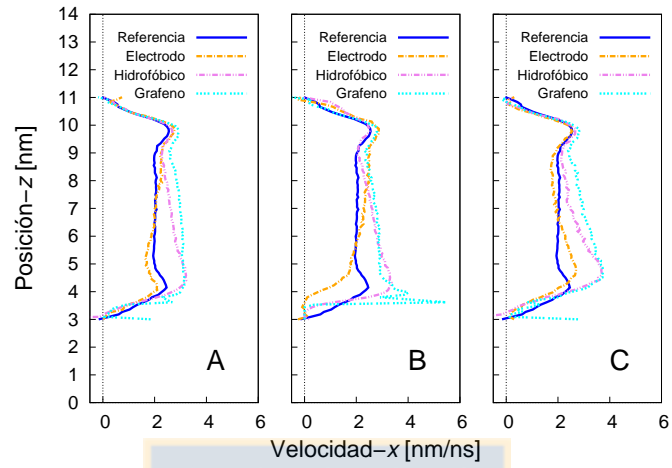 14
13
12
11
10
9
8
7
6
5
4
3
2
1
0
Posición−z [nm]
Referencia
Electrodo
Hidrofóbico
Grafeno
A
0 2 4 6
Referencia
Electrodo
Hidrofóbico
Grafeno
B
0 2 4 6
Referencia
Electrodo
Hidrofóbico
Grafeno
C
0 2 4 6
Velocidad−x [nm/ns]